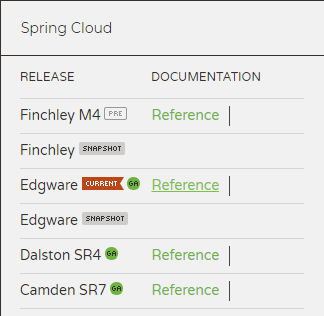 Spring Cloud
RELEASE DOCUMENTATION
Finchley M4 PRE Reference
Finchley SNAPSHOT
Edgware CURRENT GA Reference
Edgware SNAPSHOT
Dalston SR4 GA Reference
Camden SR7 GA Reference